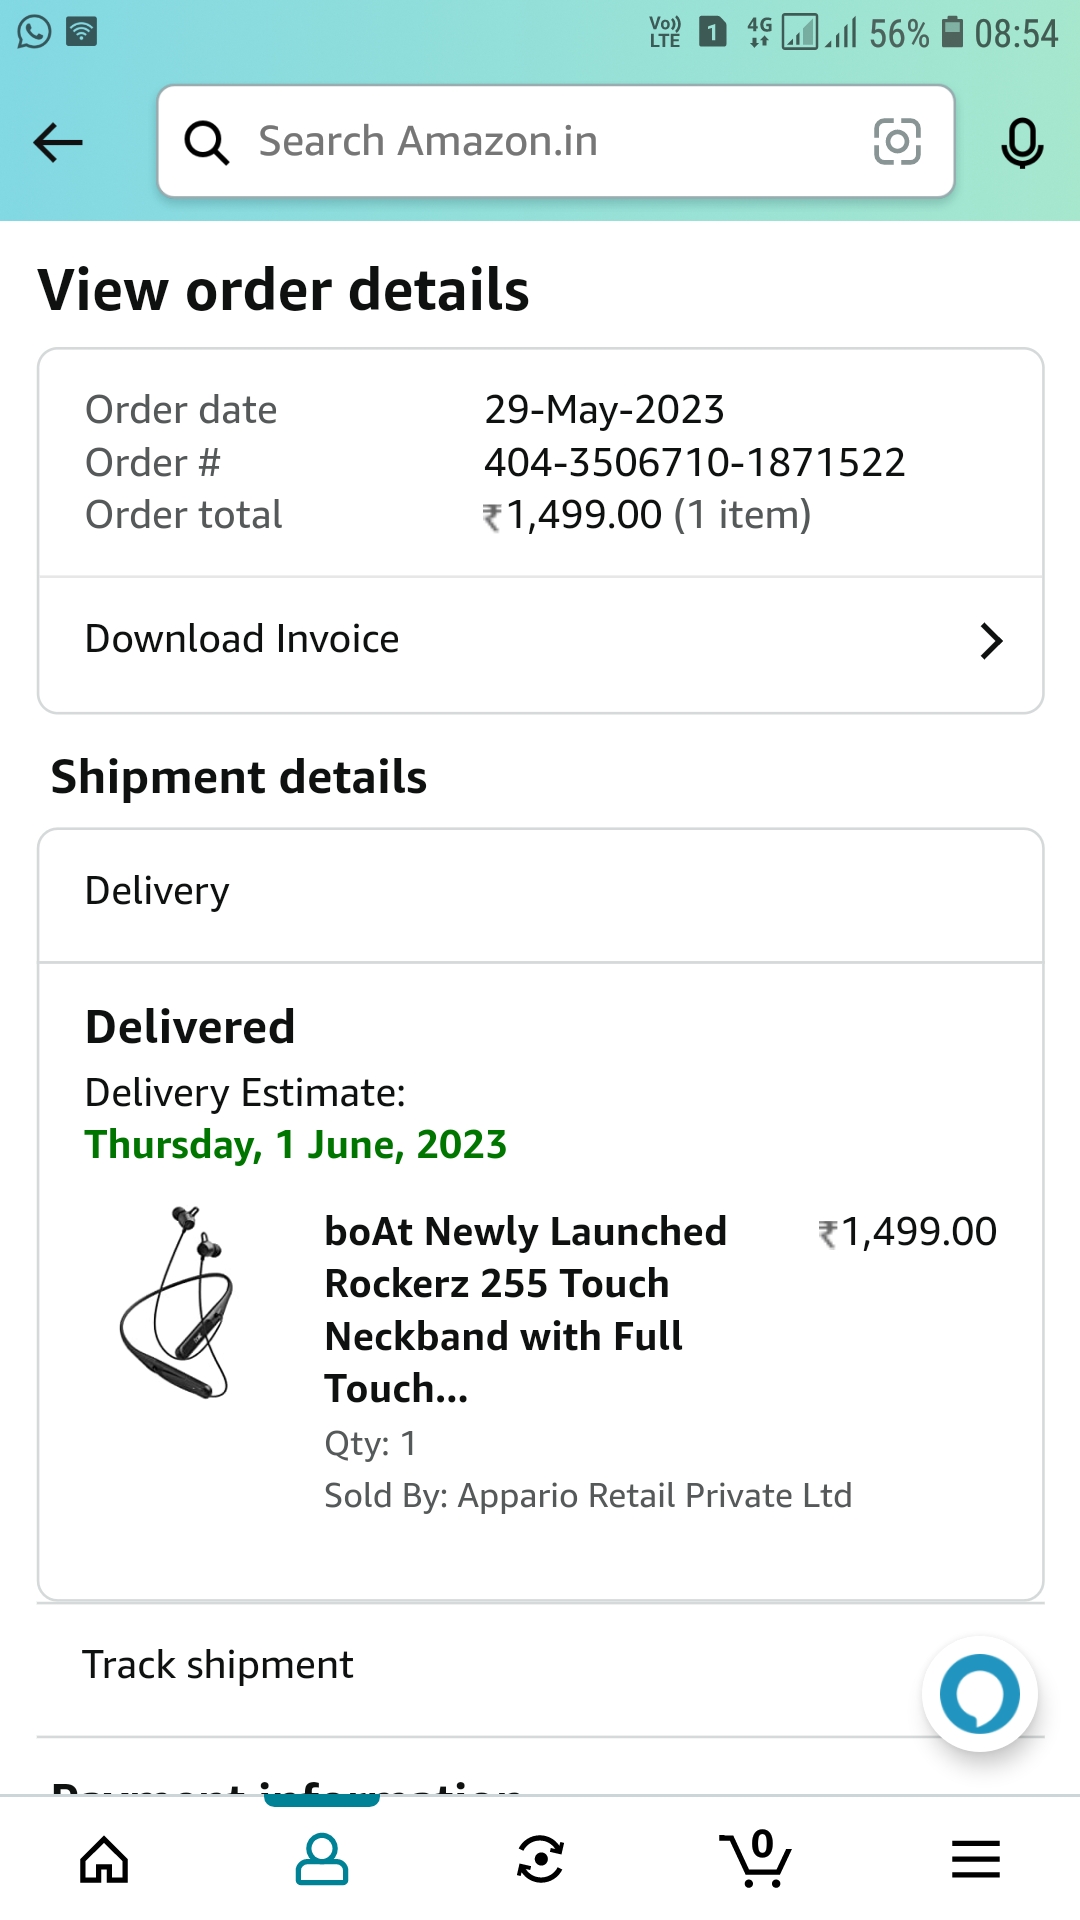 Vo)) LTE 1 4G 56% 08:54
Search Amazon.in
View order details
Order date 29-May-2023
Order # 404-3506710-1871522
Order total ₹1,499.00 (1 item)
Download Invoice
Shipment details
Delivery
Delivered
Delivery Estimate:
Thursday, 1 June, 2023
boAt Newly Launched ₹1,499.00
Rockerz 255 Touch
Neckband with Full
Touch...
Qty: 1
Sold By: Appario Retail Private Ltd
Track shipment
Payment information
0